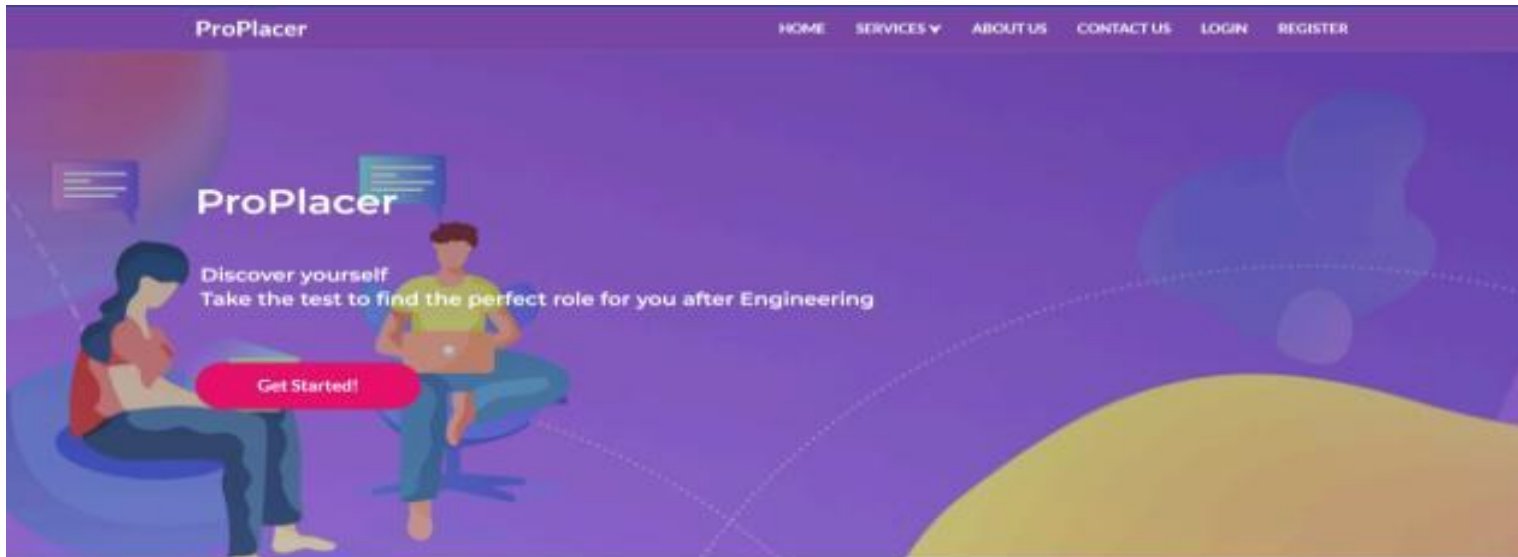 ProPlacer
HOME SERVICES ABOUT US CONTACT US LOGIN REGISTER
ProPlacer
Discover yourself
Take the test to find the perfect role for you after Engineering
Get Started!